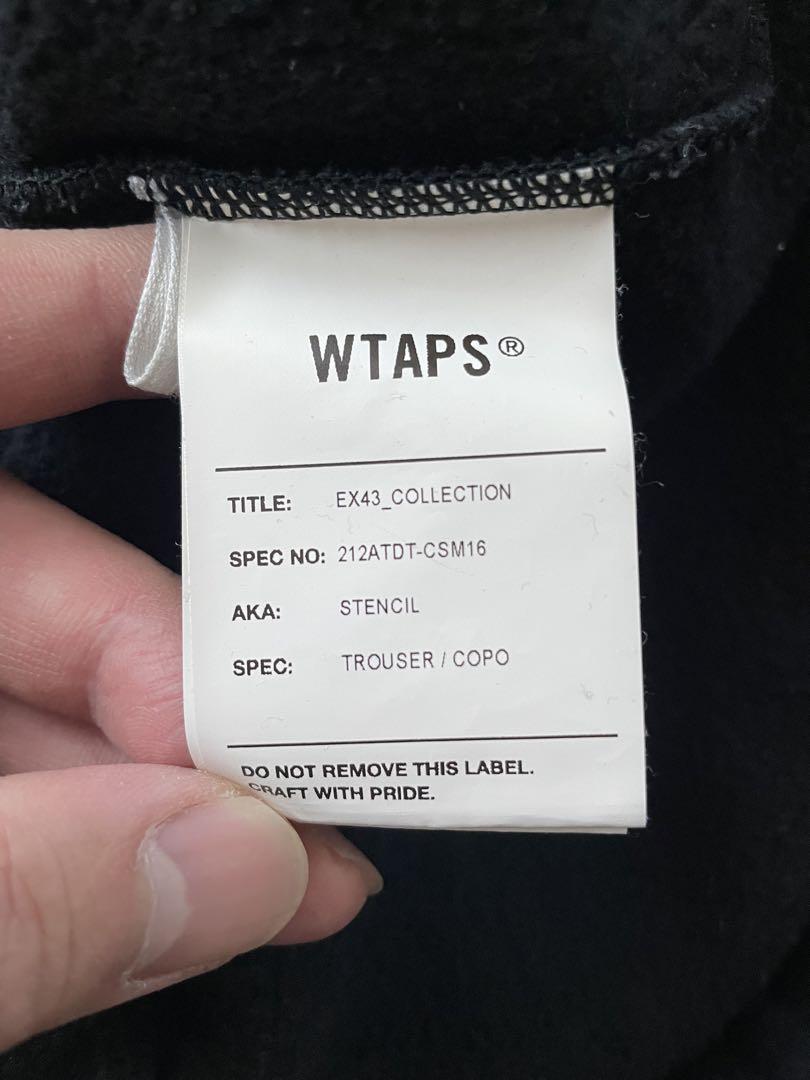 WTAPS®
TITLE: EX43_COLLECTION
SPEC NO: 212ATDT-CSM16
AKA: STENCIL
SPEC: TROUSER / COPO
DO NOT REMOVE THIS LABEL.
CRAFT WITH PRIDE.